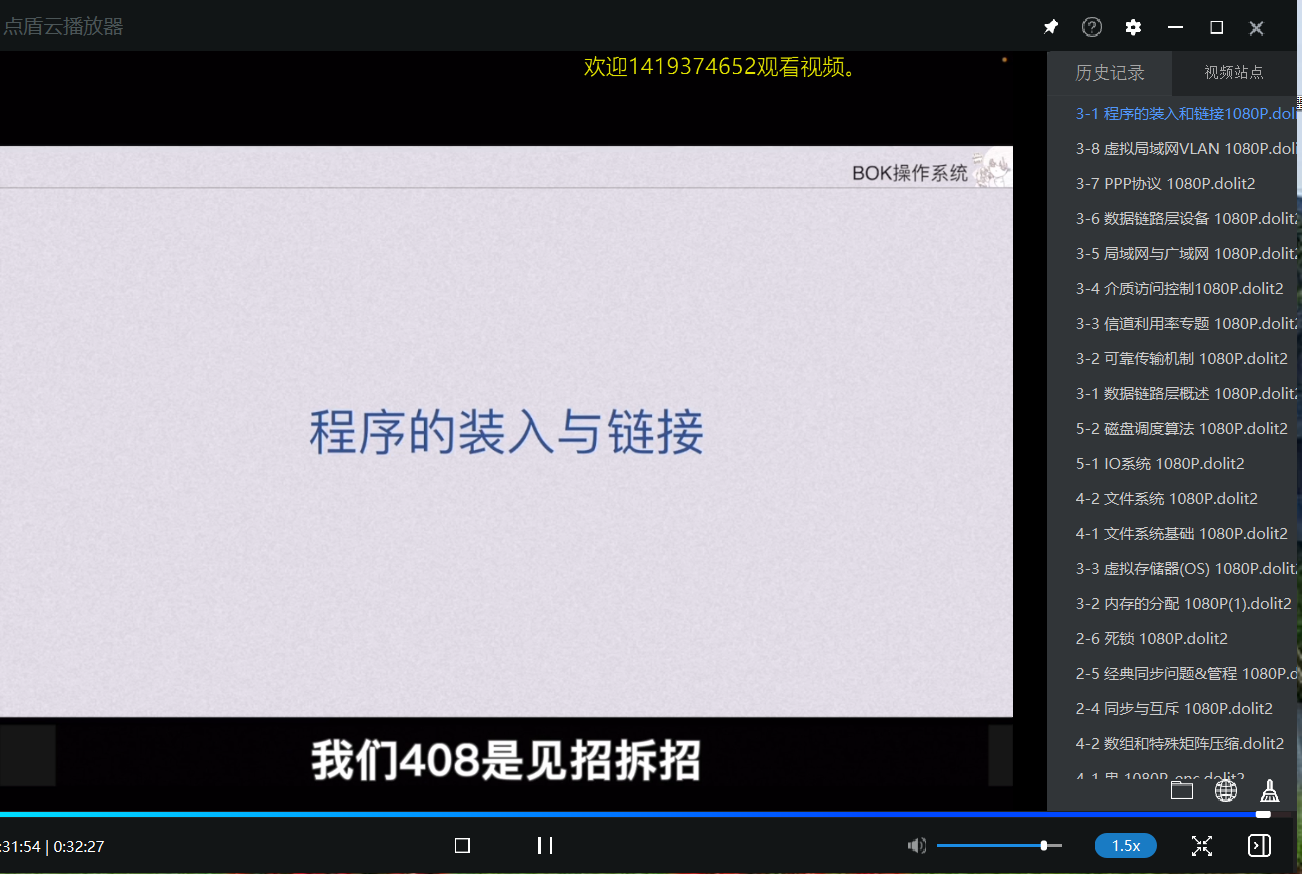 点盾云播放器
欢迎1419374652观看视频。
BOK操作系统
程序的装入与链接
我们408是见招拆招
历史记录
视频站点
3-1 程序的装入和链接1080P.doli
3-8 虚拟局域网VLAN 1080P.doli
3-7 PPP协议 1080P.dolit2
3-6 数据链路层设备 1080P.dolit2
3-5 局域网与广域网 1080P.dolit2
3-4 介质访问控制1080P.dolit2
3-3 信道利用率专题 1080P.dolit2
3-2 可靠传输机制 1080P.dolit2
3-1 数据链路层概述 1080P.dolit2
5-2 磁盘调度算法 1080P.dolit2
5-1 IO系统 1080P.dolit2
4-2 文件系统 1080P.dolit2
4-1 文件系统基础 1080P.dolit2
3-3 虚拟存储器(OS) 1080P.dolit
3-2 内存的分配 1080P(1).dolit2
2-6 死锁 1080P.dolit2
2-5 经典同步问题&管程 1080P.d
2-4 同步与互斥 1080P.dolit2
4-2 数组和特殊矩阵压缩.dolit2
4-1 串 1080P_enc.dolit2
:31:54 | 0:32:27
1.5x